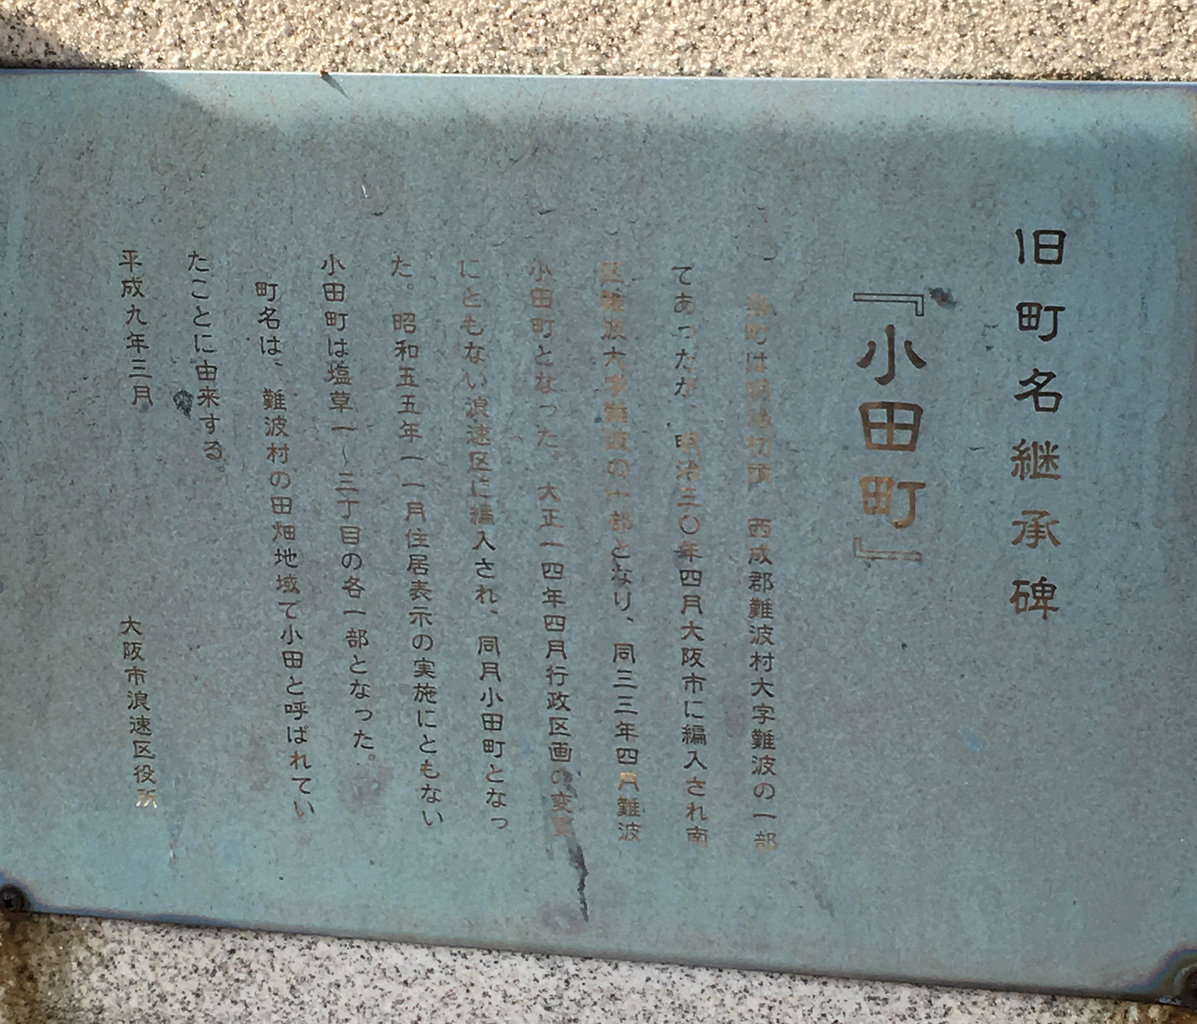 旧町名継承碑
『小田町』
当町は明治初頭、西成郡難波村大字難波の一部
であったが、明治三〇年四月大阪市に編入され南
区難波大字難波の一部となり、同三三年四月難波
小田町となった。大正一四年四月行政区画の変更
にともない浪速区に編入され、同月小田町となっ
た。昭和五五年一一月住居表示の実施にともない
小田町は塩草一〜三丁目の各一部となった。
町名は、難波村の田畑地域で小田と呼ばれてい
たことに由来する
平成九年三月
大阪市浪速区役所